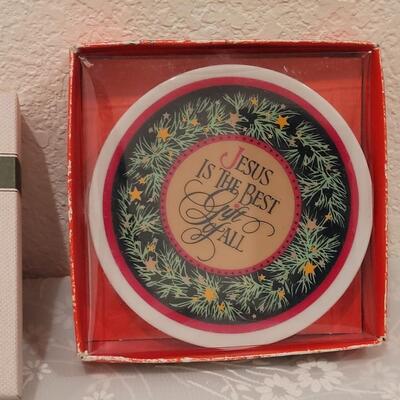 JESUS
IS THE BEST
Gift
of ALL